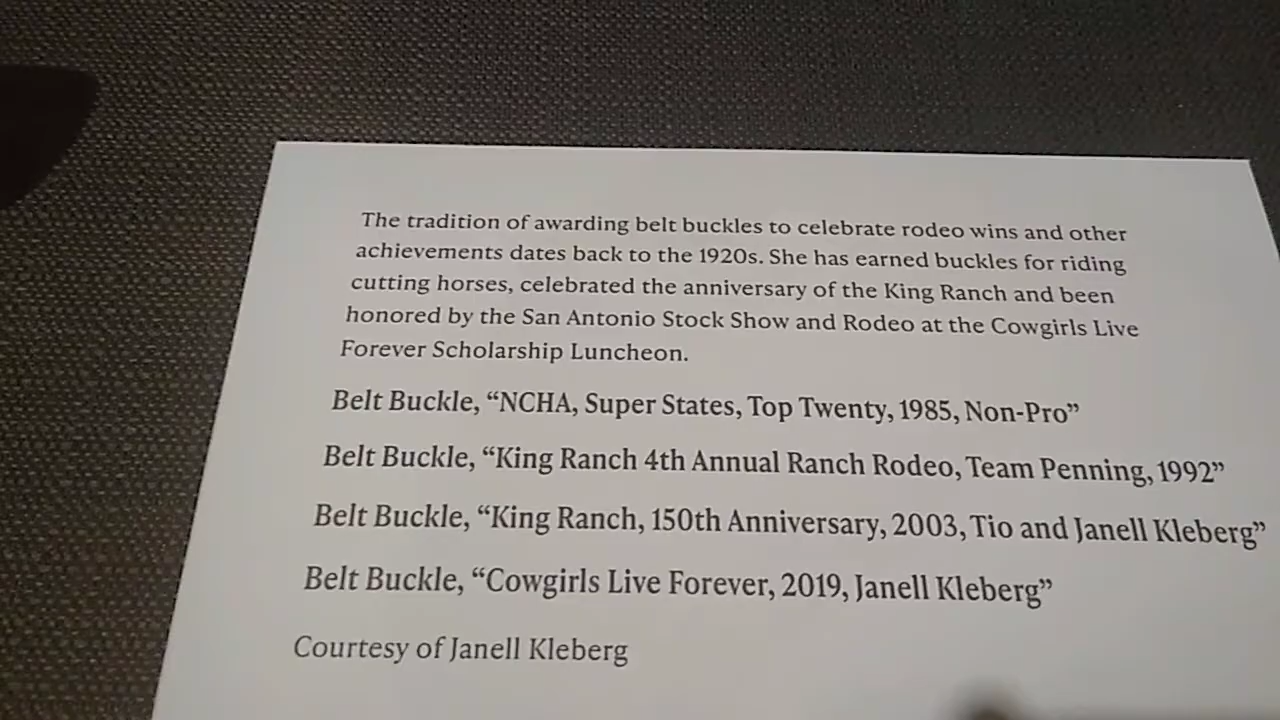 The tradition of awarding belt buckles to celebrate rodeo wins and other
achievements dates back to the 1920s. She has earned buckles for riding
cutting horses, celebrated the anniversary of the King Ranch and been
honored by the San Antonio Stock Show and Rodeo at the Cowgirls Live
Forever Scholarship Luncheon.
Belt Buckle, “NCHA, Super States, Top Twenty, 1985, Non-Pro”
Belt Buckle, “King Ranch 4th Annual Ranch Rodeo, Team Penning, 1992”
Belt Buckle, “King Ranch, 150th Anniversary, 2003, Tio and Janell Kleberg”
Belt Buckle, “Cowgirls Live Forever, 2019, Janell Kleberg”
Courtesy of Janell Kleberg